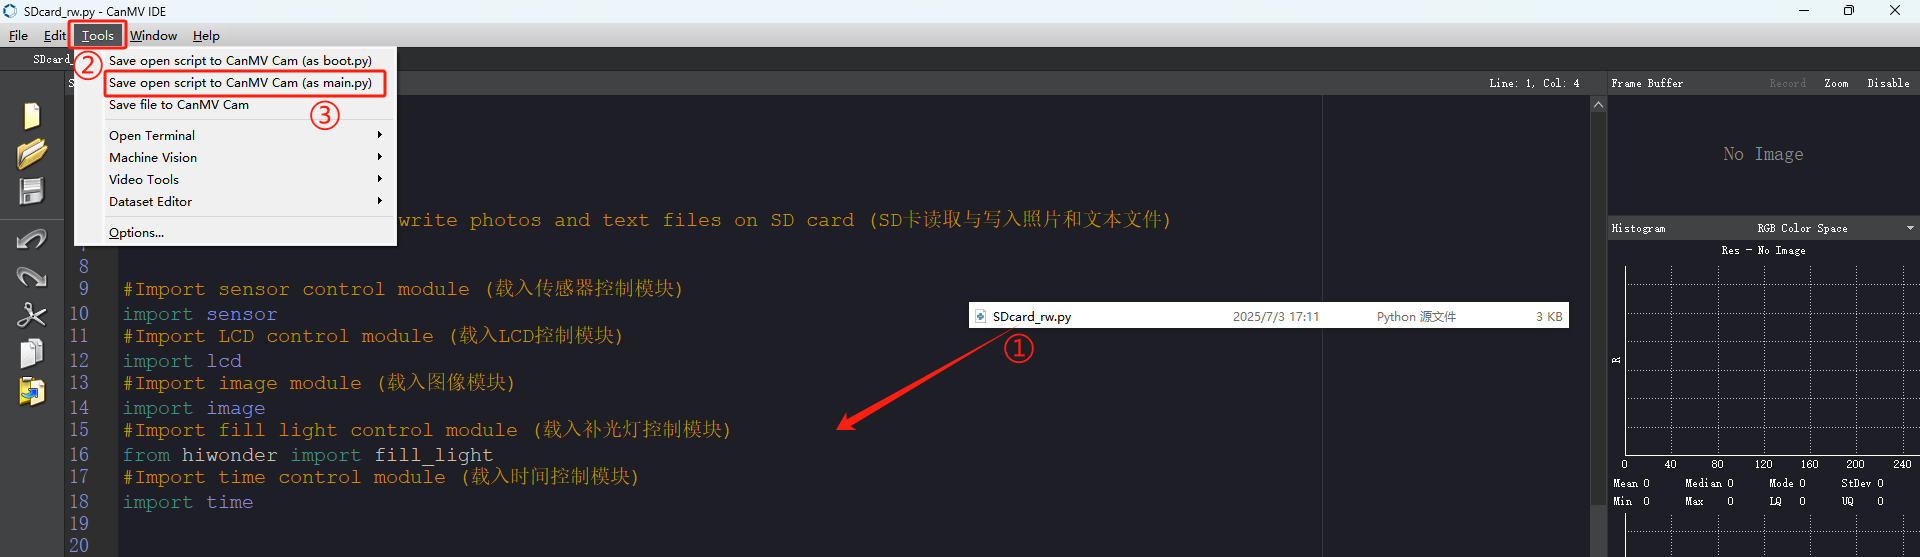 SDcard_rw.py - CanMV IDE
File Edit Tools Window Help
SDcard_
②
Save open script to CanMV Cam (as boot.py)
Save open script to CanMV Cam (as main.py)
Save file to CanMV Cam
③
Open Terminal
Machine Vision
Video Tools
Dataset Editor
Options...
Line: 1, Col: 4
Frame Buffer Record Zoom Disable
No Image
write photos and text files on SD card (SD卡读取与写入照片和文本文件)
8
9 #Import sensor control module (载入传感器控制模块)
10 import sensor
11 #Import LCD control module (载入LCD控制模块)
12 import lcd
13 #Import image module (载入图像模块)
14 import image
15 #Import fill light control module (载入补光灯控制模块)
16 from hiwonder import fill_light
17 #Import time control module (载入时间控制模块)
18 import time
19
20
SDcard_rw.py 2025/7/3 17:11 Python 源文件 3 KB
①
Histogram RGB Color Space
Res - No Image
R
0 40 80 120 160 200 240
Mean 0 Median 0 Mode 0 StDev 0
Min 0 Max 0 LQ 0 UQ 0